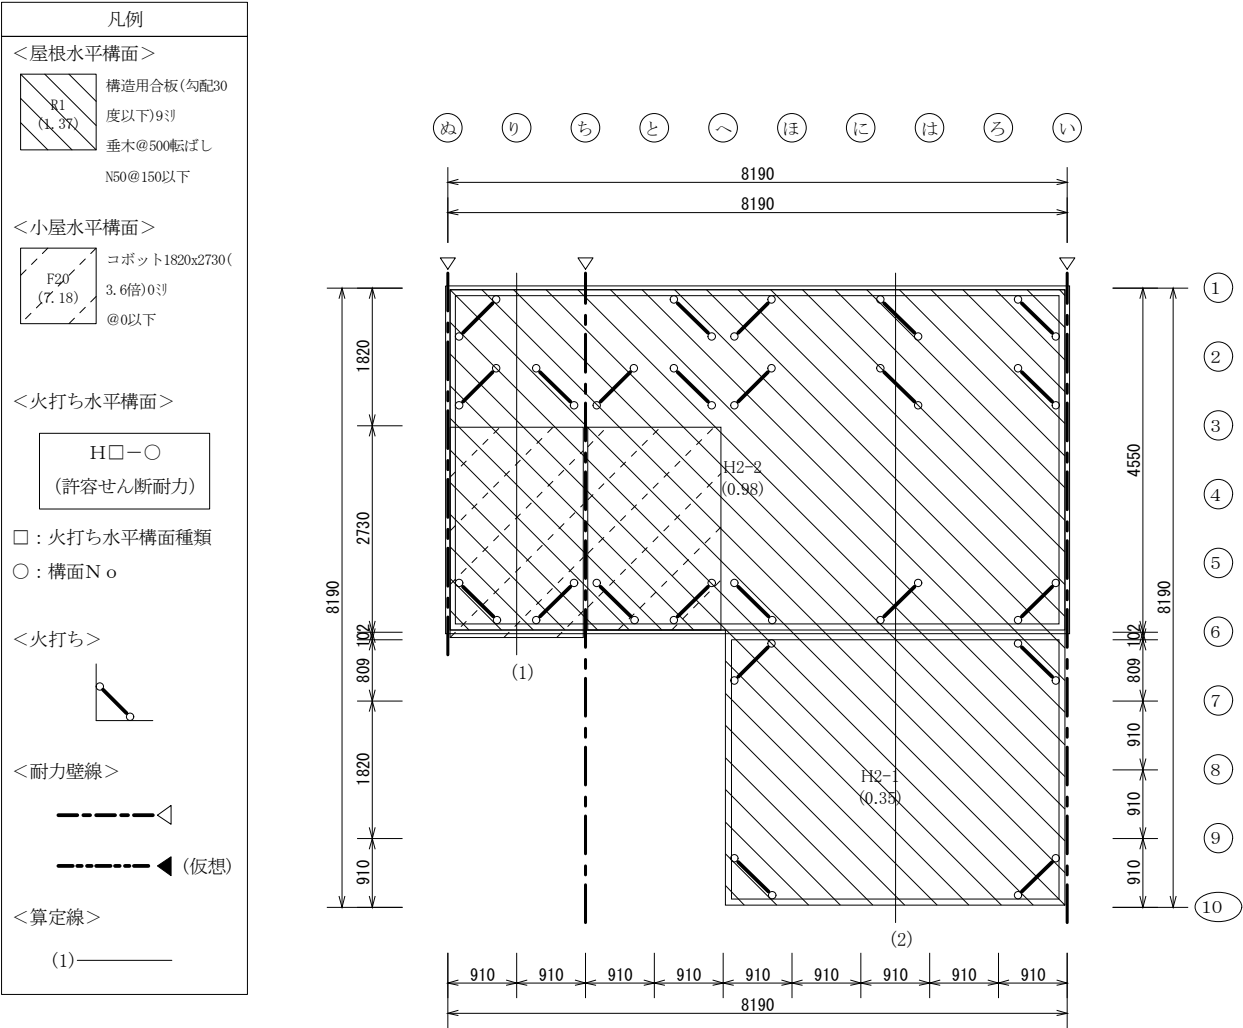 凡例
＜屋根水平構面＞
R1
(1.37)
構造用合板(勾配30
度以下)9ﾐﾘ
垂木@500転ばし
N50@150以下
＜小屋水平構面＞
F20
(7.18)
コボット1820x2730(
3.6倍)0ﾐﾘ
@0以下
＜火打ち水平構面＞
H□－○
(許容せん断耐力)
□：火打ち水平構面種類
○：構面Ｎｏ
＜火打ち＞
＜耐力壁線＞
(仮想)
＜算定線＞
(1)
ぬ り ち と へ ほ に は ろ い
8190
8190
1820
2730
102
809
1820
910
8190
H2-2
(0.98)
H2-1
(0.35)
(1)
(2)
4550
102
809
910
910
910
8190
1
2
3
4
5
6
7
8
9
10
910 910 910 910 910 910 910 910 910
8190